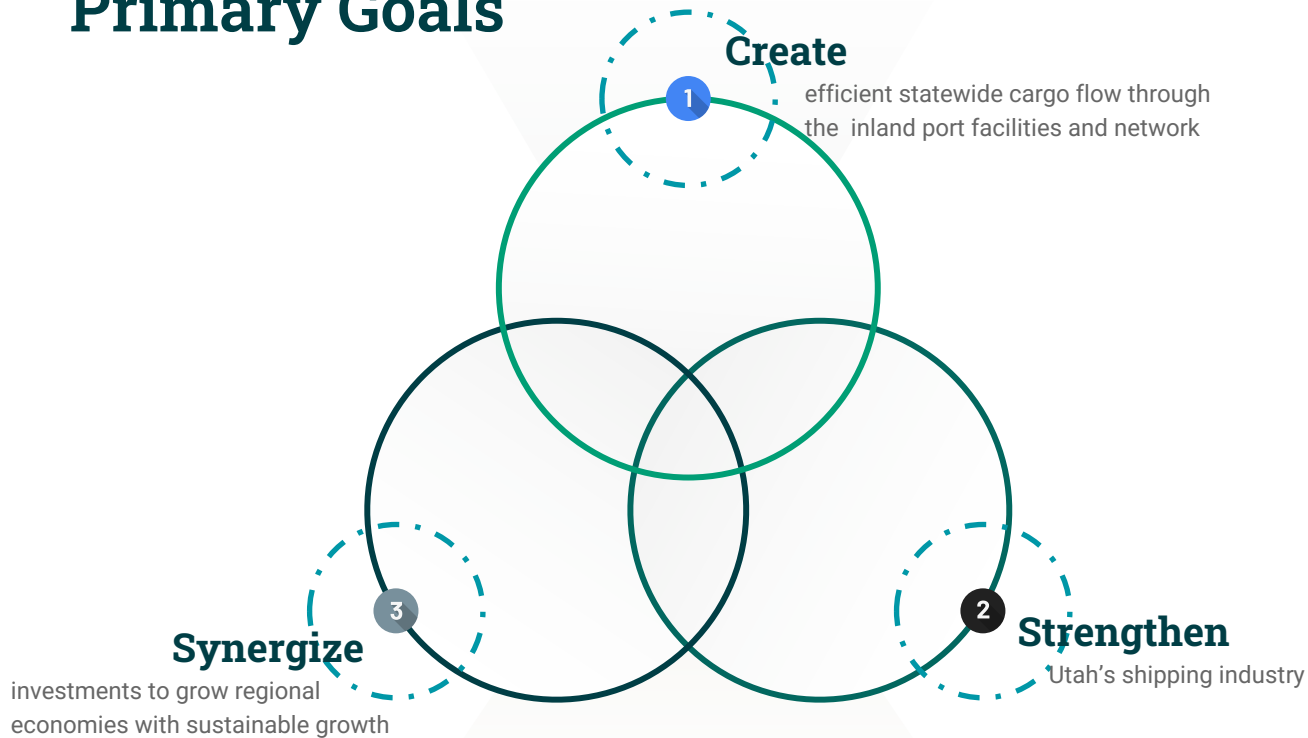 Primary Goals
Create
1
efficient statewide cargo flow through
the  inland port facilities and network
2
Strengthen
Utah’s shipping industry
3
Synergize
investments to grow regional
economies with sustainable growth